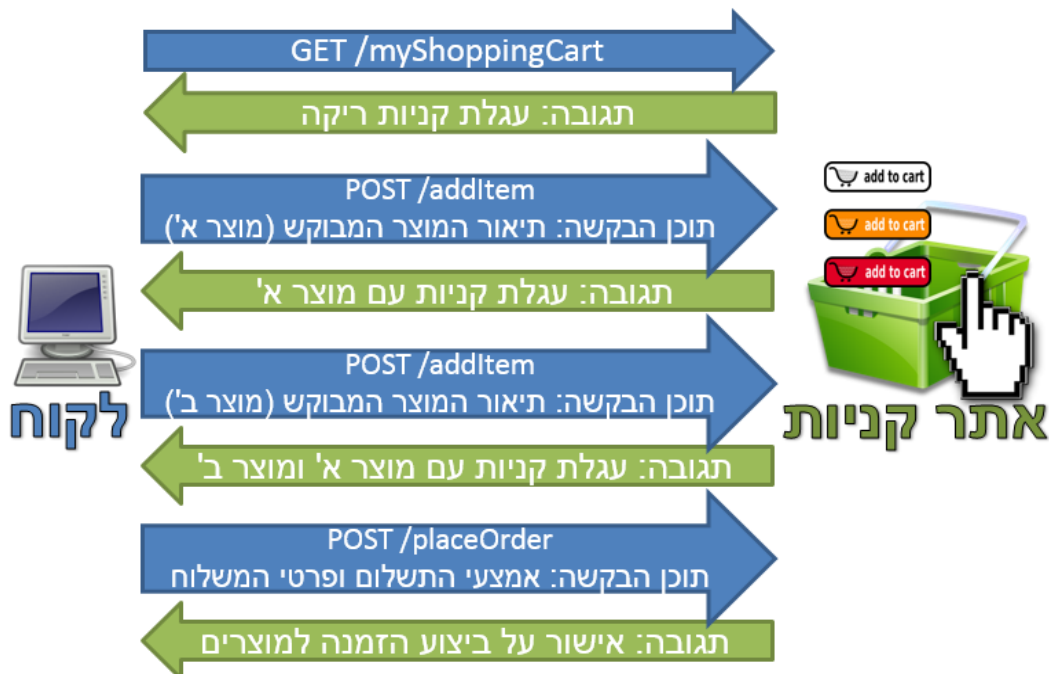 GET /myShoppingCart
תגובה: עגלת קניות ריקה
POST /addItem
תוכן הבקשה: תיאור המוצר המבוקש (מוצר א')
תגובה: עגלת קניות עם מוצר א'
POST /addItem
תוכן הבקשה: תיאור המוצר המבוקש (מוצר ב')
תגובה: עגלת קניות עם מוצר א' ומוצר ב'
POST /placeOrder
תוכן הבקשה: אמצעי התשלום ופרטי המשלוח
תגובה: אישור על ביצוע הזמנה למוצרים
add to cart
add to cart
add to cart
אתר קניות
לקוח